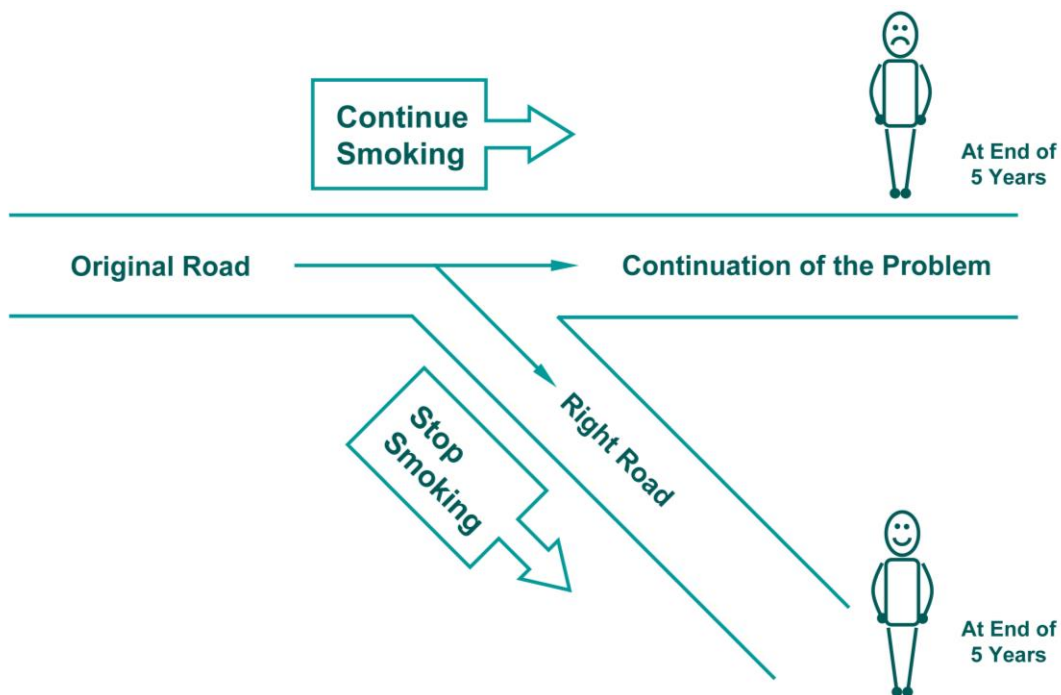 Continue
Smoking
At End of
5 Years
Original Road
Continuation of the Problem
Right Road
Stop
Smoking
At End of
5 Years